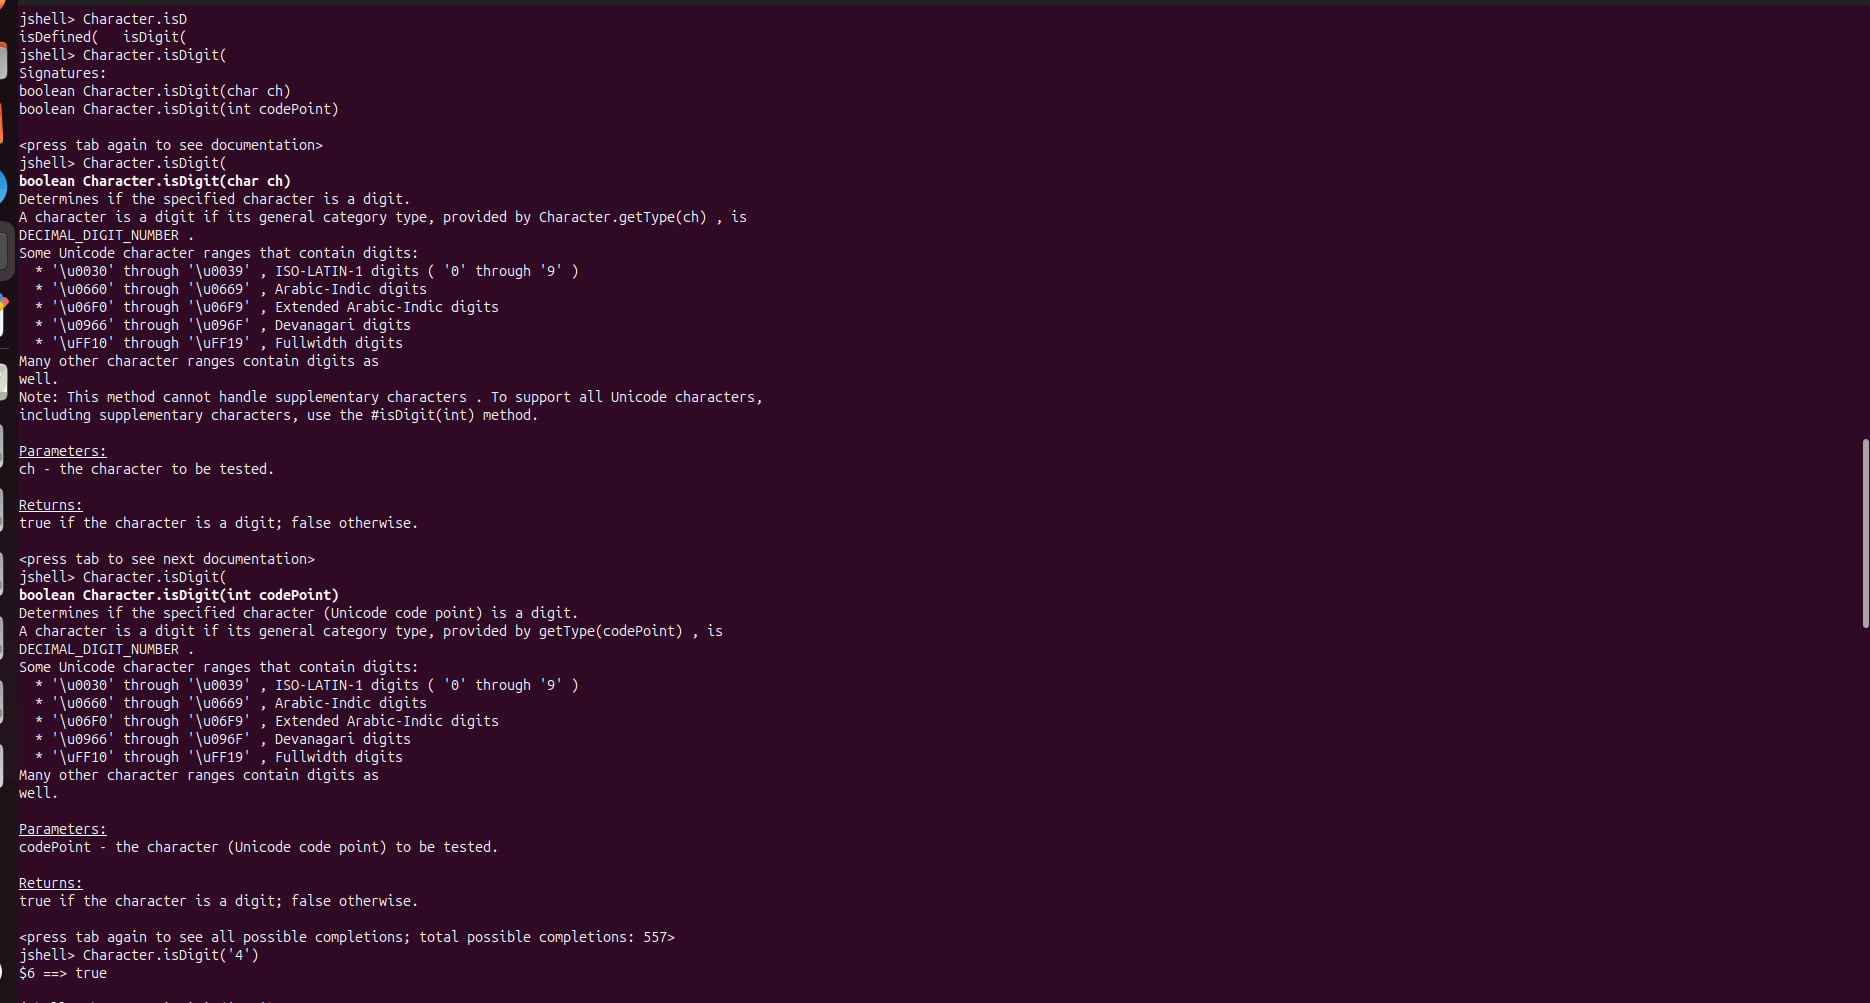 jshell> Character.isD
isDefined(   isDigit(
jshell> Character.isDigit(
Signatures:
boolean Character.isDigit(char ch)
boolean Character.isDigit(int codePoint)

<press tab again to see documentation>
jshell> Character.isDigit(
boolean Character.isDigit(char ch)
Determines if the specified character is a digit.
A character is a digit if its general category type, provided by Character.getType(ch) , is
DECIMAL_DIGIT_NUMBER .
Some Unicode character ranges that contain digits:
  * '\u0030' through '\u0039' , ISO-LATIN-1 digits ( '0' through '9' )
  * '\u0660' through '\u0669' , Arabic-Indic digits
  * '\u06F0' through '\u06F9' , Extended Arabic-Indic digits
  * '\u0966' through '\u096F' , Devanagari digits
  * '\uFF10' through '\uFF19' , Fullwidth digits
Many other character ranges contain digits as
well.
Note: This method cannot handle supplementary characters . To support all Unicode characters,
including supplementary characters, use the #isDigit(int) method.

Parameters:
ch - the character to be tested.

Returns:
true if the character is a digit; false otherwise.

<press tab to see next documentation>
jshell> Character.isDigit(
boolean Character.isDigit(int codePoint)
Determines if the specified character (Unicode code point) is a digit.
A character is a digit if its general category type, provided by getType(codePoint) , is
DECIMAL_DIGIT_NUMBER .
Some Unicode character ranges that contain digits:
  * '\u0030' through '\u0039' , ISO-LATIN-1 digits ( '0' through '9' )
  * '\u0660' through '\u0669' , Arabic-Indic digits
  * '\u06F0' through '\u06F9' , Extended Arabic-Indic digits
  * '\u0966' through '\u096F' , Devanagari digits
  * '\uFF10' through '\uFF19' , Fullwidth digits
Many other character ranges contain digits as
well.

Parameters:
codePoint - the character (Unicode code point) to be tested.

Returns:
true if the character is a digit; false otherwise.

<press tab again to see all possible completions; total possible completions: 557>
jshell> Character.isDigit('4')
$6 ==> true